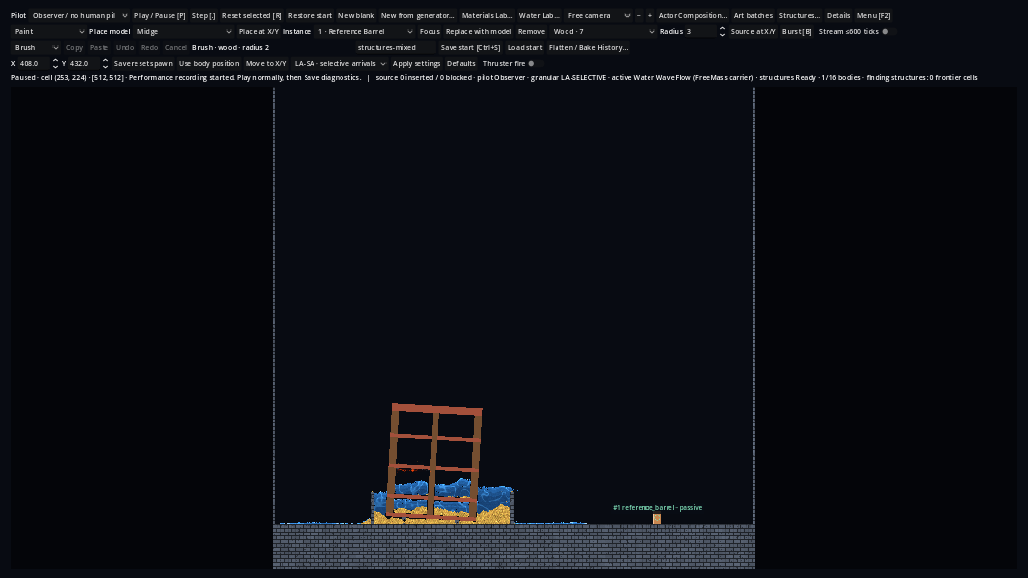 Pilot Observer / no human pil Play / Pause [P] Step [.] Reset selected [R] Restore start New blank New from generator... Materials Lab... Water Lab... Free camera − + Actor Composition... Art batches Structures... Details Menu [F2]
Paint Place model Midge Place at X/Y Instance 1 · Reference Barrel Focus Replace with model Remove Wood · 7 Radius 3 Source at X/Y Burst [B] Stream ≤600 ticks
Brush Copy Paste Undo Redo Cancel Brush · wood · radius 2 structures-mixed Save start [Ctrl+S] Load start Flatten / Bake History...
X 408.0 Y 432.0 Save reset spawn Use body position Move to X/Y LA-SA · selective arrivals Apply settings Defaults Thruster fire
Paused · cell (253, 224) · [512, 512] · Performance recording started. Play normally, then Save diagnostics. | source 0 inserted / 0 blocked · pilot Observer · granular LA-SELECTIVE · active Water WaveFlow (FreeMass carrier) · structures Ready · 1/16 bodies · finding structures: 0 frontier cells
#1 reference_barrel · passive